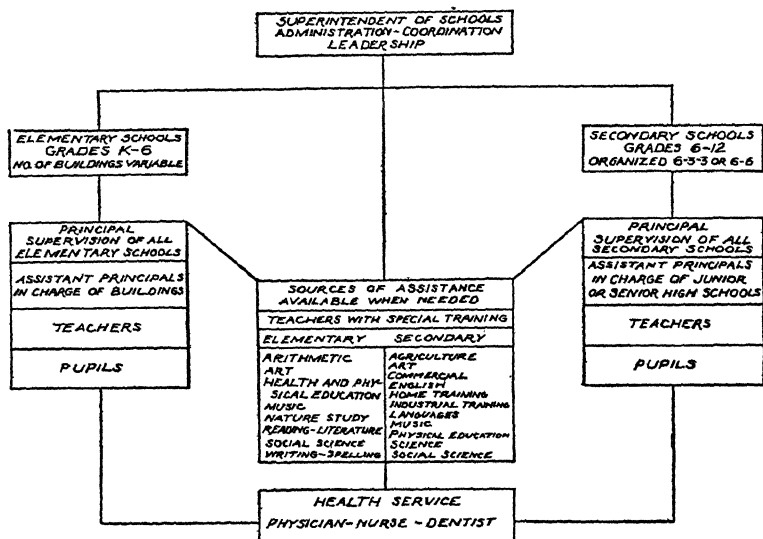 SUPERINTENDENT OF SCHOOLS
ADMINISTRATION-COORDINATION
LEADERSHIP
ELEMENTARY SCHOOLS
GRADES K-6
NO. OF BUILDINGS VARIABLE
SECONDARY SCHOOLS
GRADES 6-12
ORGANIZED 6-3-3 OR 6-6
PRINCIPAL
SUPERVISION OF ALL
ELEMENTARY SCHOOLS
ASSISTANT PRINCIPALS
IN CHARGE OF BUILDINGS
TEACHERS
PUPILS
SOURCES OF ASSISTANCE
AVAILABLE WHEN NEEDED
TEACHERS WITH SPECIAL TRAINING
ELEMENTARY
ARITHMETIC
ART
HEALTH AND PHY-
SICAL EDUCATION
MUSIC
NATURE STUDY
READING-LITERATURE
SOCIAL SCIENCE
WRITING-SPELLING
SECONDARY
AGRICULTURE
ART
COMMERCIAL
ENGLISH
HOME TRAINING
INDUSTRIAL TRAINING
LANGUAGES
MUSIC
PHYSICAL EDUCATION
SCIENCE
SOCIAL SCIENCE
PRINCIPAL
SUPERVISION OF ALL
SECONDARY SCHOOLS
ASSISTANT PRINCIPALS
IN CHARGE OF JUNIOR
OR SENIOR HIGH SCHOOLS
TEACHERS
PUPILS
HEALTH SERVICE
PHYSICIAN-NURSE-DENTIST